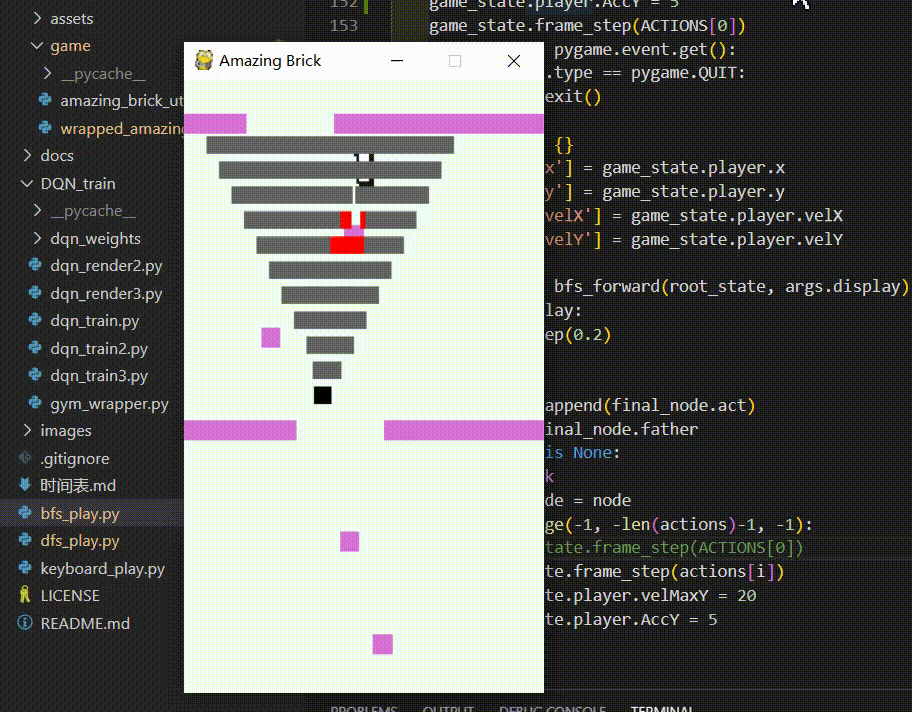 assets
game
__pycache__
amazing_brick_ut
wrapped_amazing
docs
DQN_train
__pycache__
dqn_weights
dqn_render2.py
dqn_render3.py
dqn_train.py
dqn_train2.py
dqn_train3.py
gym_wrapper.py
images
.gitignore
时间表.md
bfs_play.py
dfs_play.py
keyboard_play.py
LICENSE
README.md
Amazing Brick
152 game_state.player.AccY = 5
153 game_state.frame_step(ACTIONS[0])
pygame.event.get():
.type == pygame.QUIT:
exit()
{}
x'] = game_state.player.x
y'] = game_state.player.y
velX'] = game_state.player.velX
velY'] = game_state.player.velY
bfs_forward(root_state, args.display)
lay:
ep(0.2)
append(final_node.act)
inal_node.father
is None:
k
de = node
ge(-1, -len(actions)-1, -1):
tate.frame_step(ACTIONS[0])
te.frame_step(actions[i])
te.player.velMaxY = 20
te.player.AccY = 5
PROBLEMS OUTPUT DEBUG CONSOLE TERMINAL